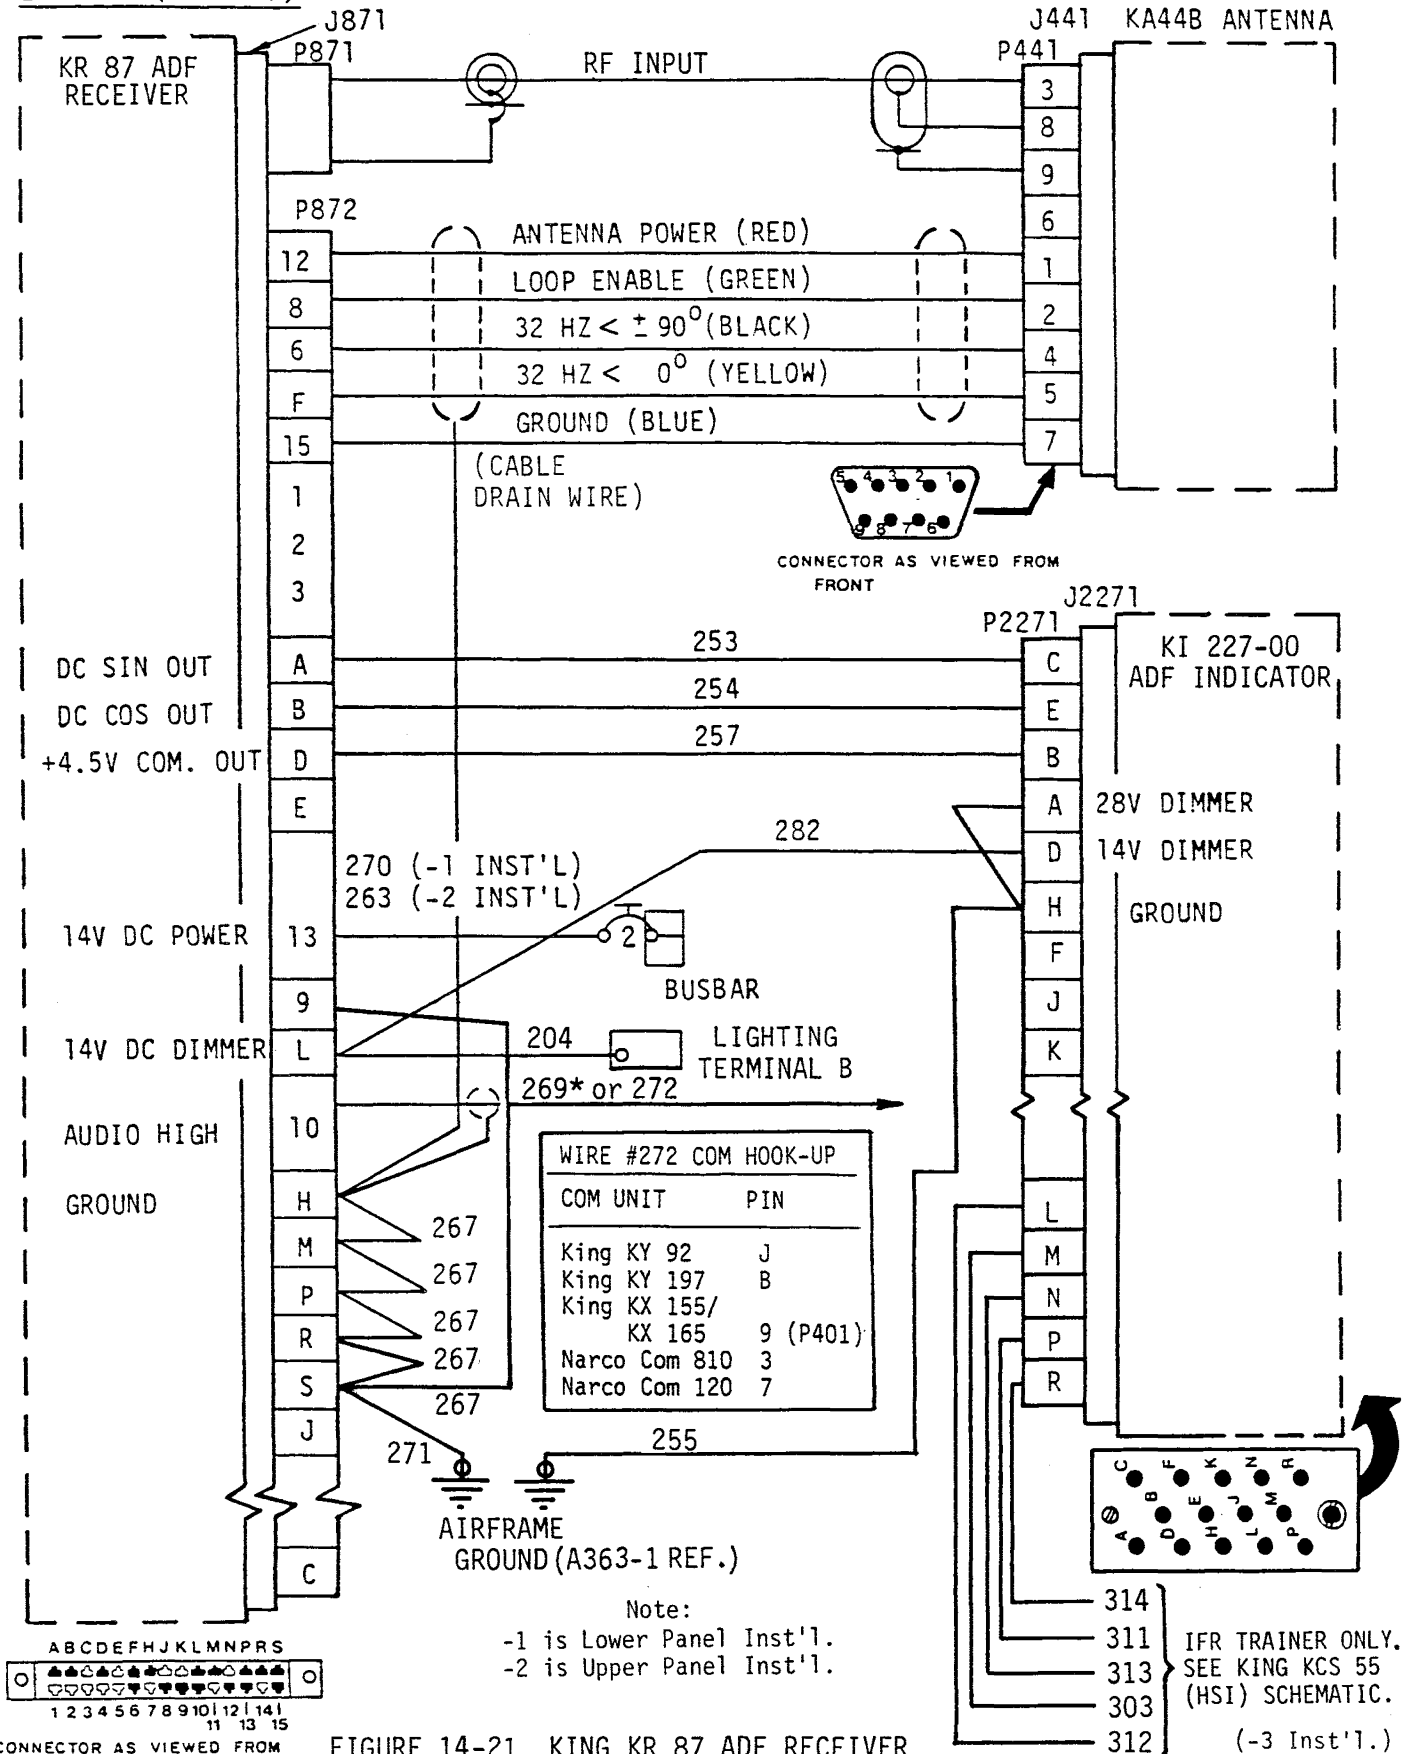 J871
J441 KA44B ANTENNA
P871
P441
KR 87 ADF
RECEIVER
RF INPUT
3
8
9
6
1
2
4
5
7
P872
ANTENNA POWER (RED)
12
LOOP ENABLE (GREEN)
8
32 HZ < ± 90° (BLACK)
6
32 HZ < 0° (YELLOW)
F
GROUND (BLUE)
15
(CABLE
DRAIN WIRE)
1
2
3
5 4 3 2 1
9 8 7 6
CONNECTOR AS VIEWED FROM
FRONT
J2271
P2271
KI 227-00
ADF INDICATOR
DC SIN OUT A 253 C
DC COS OUT B 254 E
+4.5V COM. OUT D 257 B
E
A 28V DIMMER
282
D 14V DIMMER
H GROUND
F
J
K
270 (-1 INST'L)
263 (-2 INST'L)
14V DC POWER 13 2
BUSBAR
9
14V DC DIMMER L 204 LIGHTING
TERMINAL B
269* or 272
AUDIO HIGH 10
GROUND H
M
P
R
S
J
C
267
267
267
267
267
271
WIRE #272 COM HOOK-UP
COM UNIT PIN
King KY 92 J
King KY 197 B
King KX 155/
KX 165 9 (P401)
Narco Com 810 3
Narco Com 120 7
255
L
M
N
P
R
AIRFRAME
GROUND (A363-1 REF.)
C F K N R
B E J M
A D H L P
Note:
-1 is Lower Panel Inst'l.
-2 is Upper Panel Inst'l.
314
311
313
303
312
IFR TRAINER ONLY.
SEE KING KCS 55
(HSI) SCHEMATIC.
(-3 Inst'l.)
A B C D E F H J K L M N P R S
1 2 3 4 5 6 7 8 9 10 11 12 13 14 15
CONNECTOR AS VIEWED FROM
FIGURE 14-21 KING KR 87 ADF RECEIVER